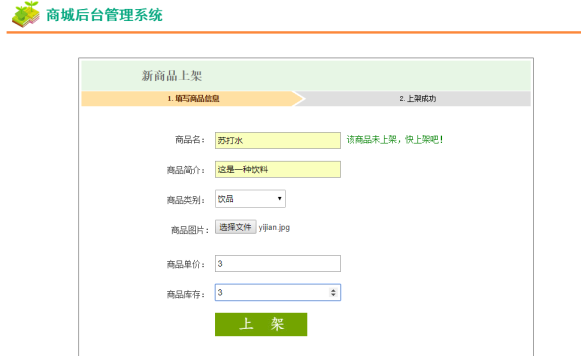 商城后台管理系统
新商品上架
1. 填写商品信息 2. 上架成功
商品名： 苏打水 该商品未上架，快上架吧！
商品简介： 这是一种饮料
商品类别： 饮品
商品图片： 选择文件 yijian.jpg
商品单价： 3
商品库存： 3
上 架